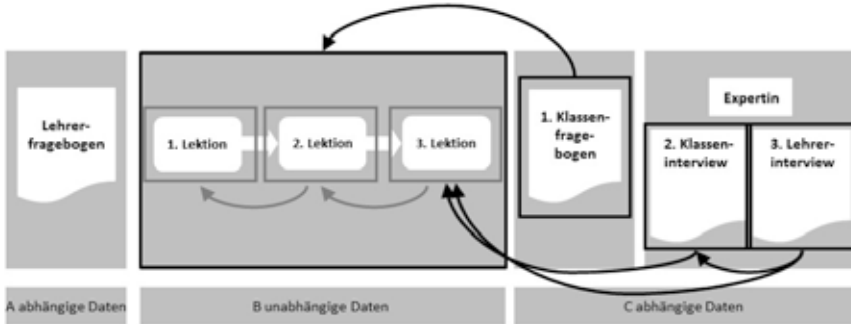 Lehrer-
fragebogen
1. Lektion
2. Lektion
3. Lektion
1. Klassen-
frage-
bogen
Expertin
2. Klassen-
interview
3. Lehrer-
interview
A abhängige Daten
B unabhängige Daten
C abhängige Daten